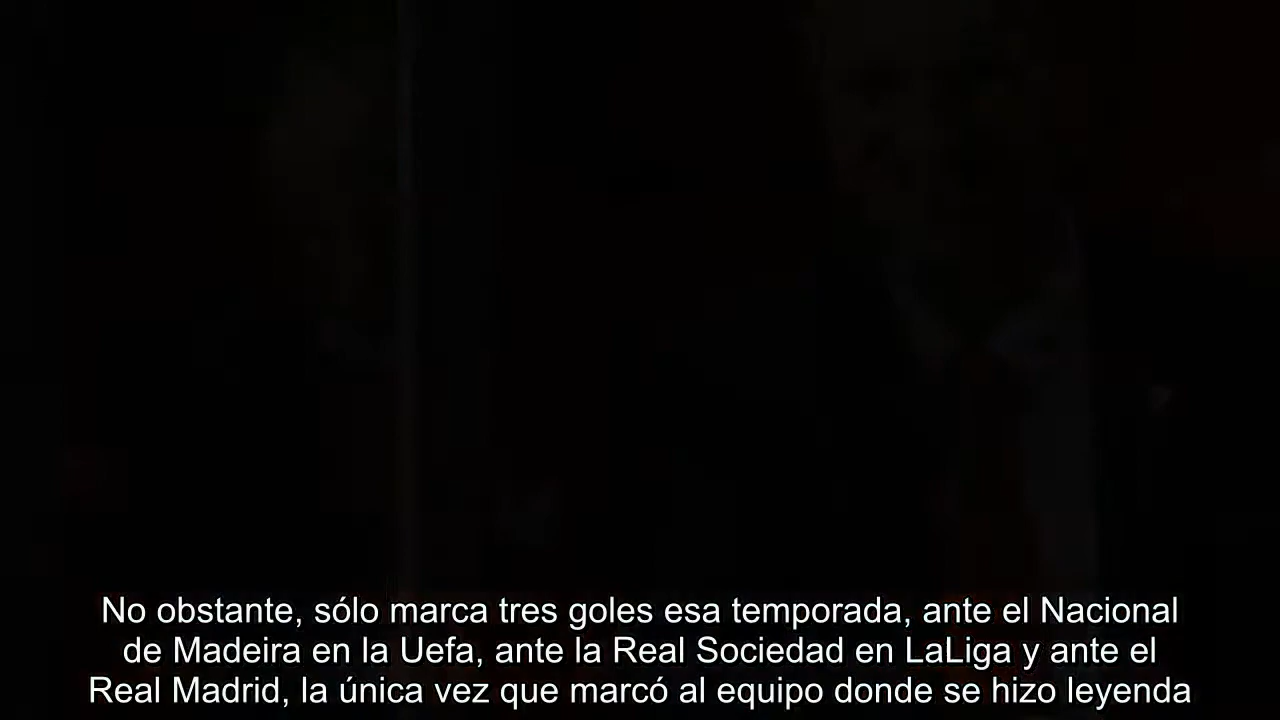 No obstante, sólo marca tres goles esa temporada, ante el Nacional
de Madeira en la Uefa, ante la Real Sociedad en LaLiga y ante el
Real Madrid, la única vez que marcó al equipo donde se hizo leyenda